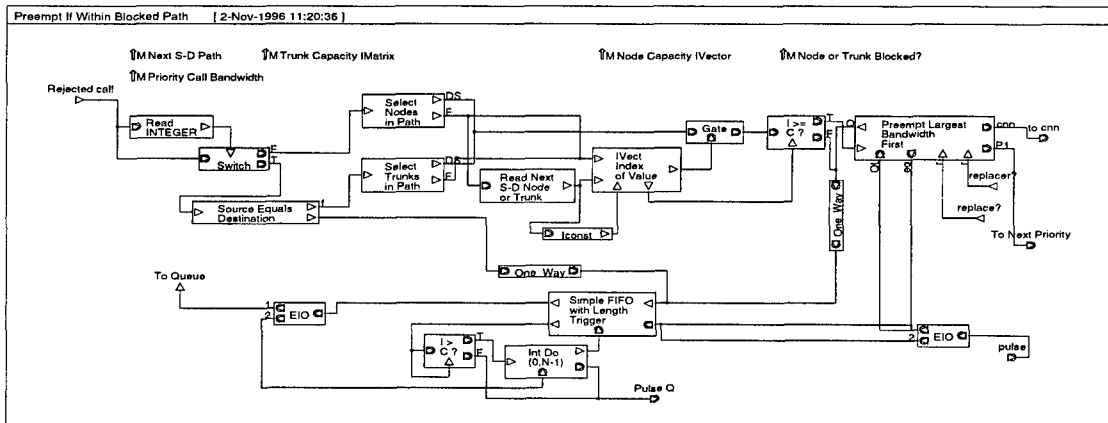 Preempt If Within Blocked Path [ 2-Nov-1996 11:20:36 ]
⇑M Next S-D Path
⇑M Trunk Capacity IMatrix
⇑M Node Capacity IVector
⇑M Node or Trunk Blocked?
⇑M Priority Call Bandwidth
Rejected call
Read
INTEGER
Switch
F
T
Select
Nodes
in Path
DS
F
Select
Trunks
in Path
DS
F
Source Equals
Destination
Read Next
S-D Node
or Trunk
Iconst
IVect
Index
of Value
Gate
I >=
C ?
T
F
Preempt Largest
Bandwidth
First
cnn
P1
to cnn
replacer?
replace?
To Next Priority
One Way
One Way
To Queue
1
2
EIO
Simple FIFO
with Length
Trigger
I >
C ?
T
F
Int Do
(0,N-1)
Pulse Q
2
EIO
pulse